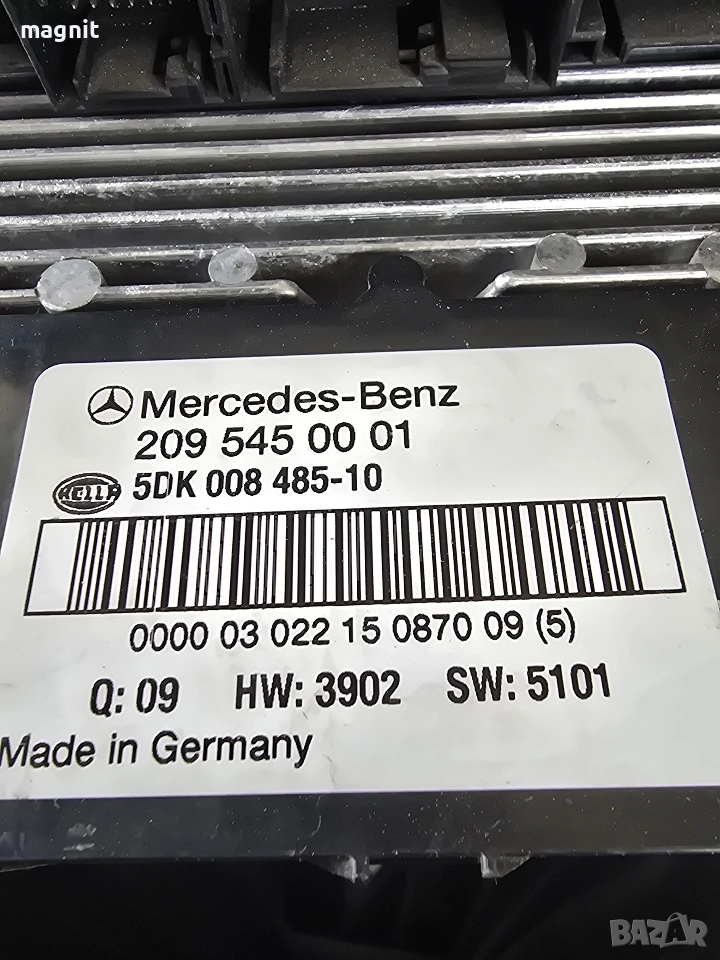 magnit
Mercedes-Benz
209 545 00 01
HELLA 5DK 008 485-10
0000 03 022 15 0870 09 (5)
Q: 09 HW: 3902 SW: 5101
Made in Germany
BAZAR